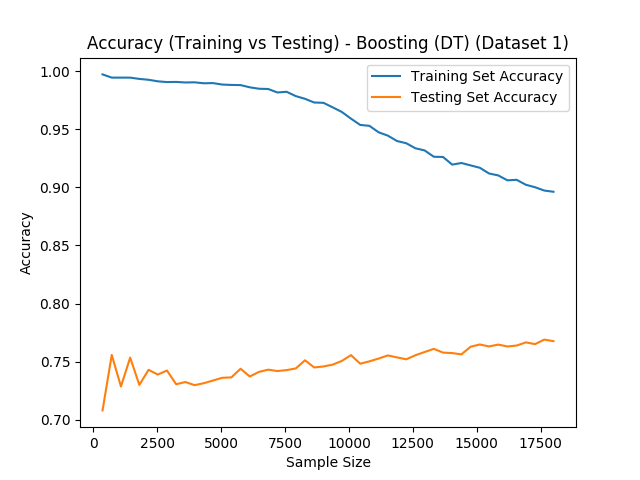 Accuracy (Training vs Testing) - Boosting (DT) (Dataset 1)
1.00
0.95
0.90
0.85
0.80
0.75
0.70
Accuracy
Training Set Accuracy
Testing Set Accuracy
0 2500 5000 7500 10000 12500 15000 17500
Sample Size